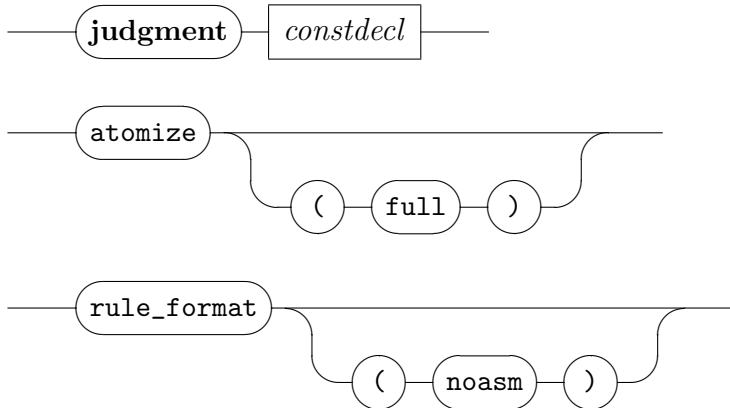 judgment constdecl
atomize
( full )
rule_format
( noasm )